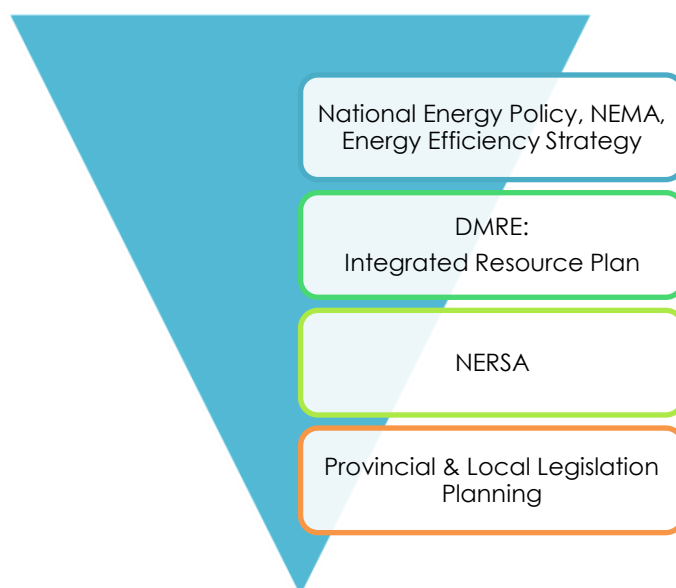 National Energy Policy, NEMA,
Energy Efficiency Strategy
DMRE:
Integrated Resource Plan
NERSA
Provincial & Local Legislation
Planning